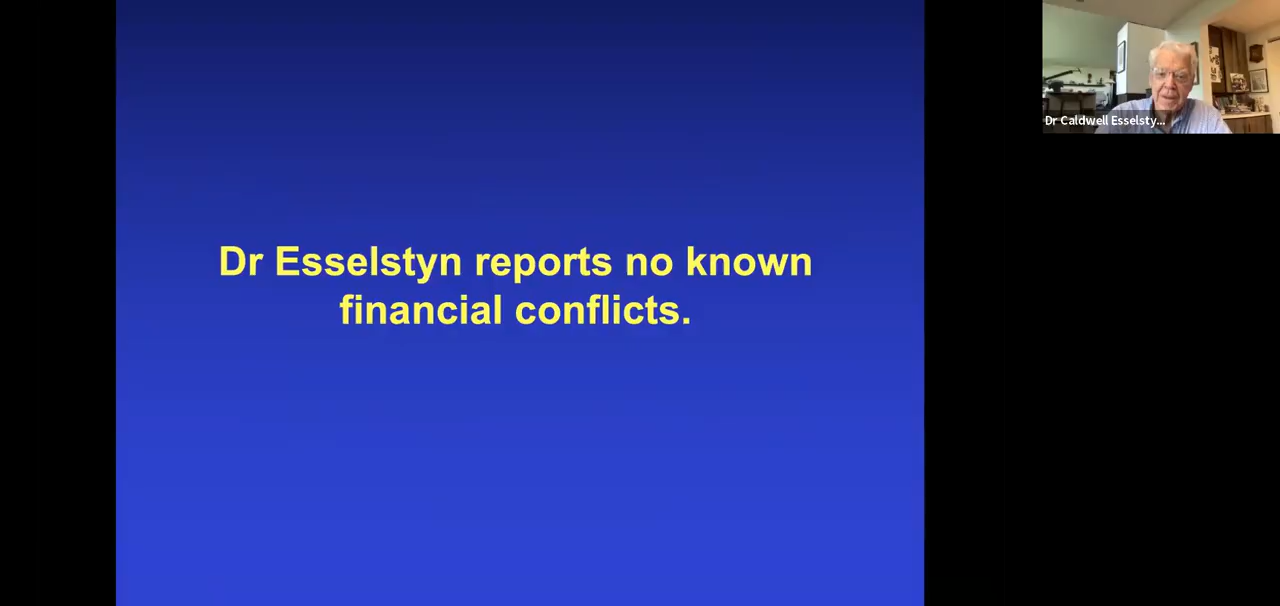 Dr Esselstyn reports no known
financial conflicts.
Dr Caldwell Esselsty...